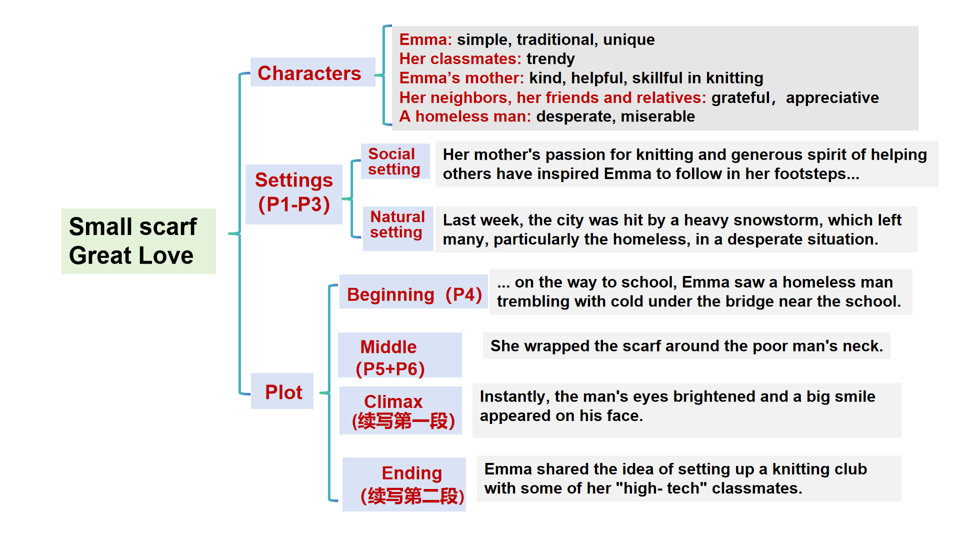 Small scarf
Great Love
Characters
Emma: simple, traditional, unique
Her classmates: trendy
Emma's mother: kind, helpful, skillful in knitting
Her neighbors, her friends and relatives: grateful，appreciative
A homeless man: desperate, miserable
Settings
（P1-P3）
Social
setting
Her mother's passion for knitting and generous spirit of helping
others have inspired Emma to follow in her footsteps...
Natural
setting
Last week, the city was hit by a heavy snowstorm, which left
many, particularly the homeless, in a desperate situation.
Plot
Beginning（P4）
... on the way to school, Emma saw a homeless man
trembling with cold under the bridge near the school.
Middle
（P5+P6）
She wrapped the scarf around the poor man's neck.
Climax
(续写第一段）
Instantly, the man's eyes brightened and a big smile
appeared on his face.
Ending
（续写第二段)
Emma shared the idea of setting up a knitting club
with some of her "high- tech" classmates.